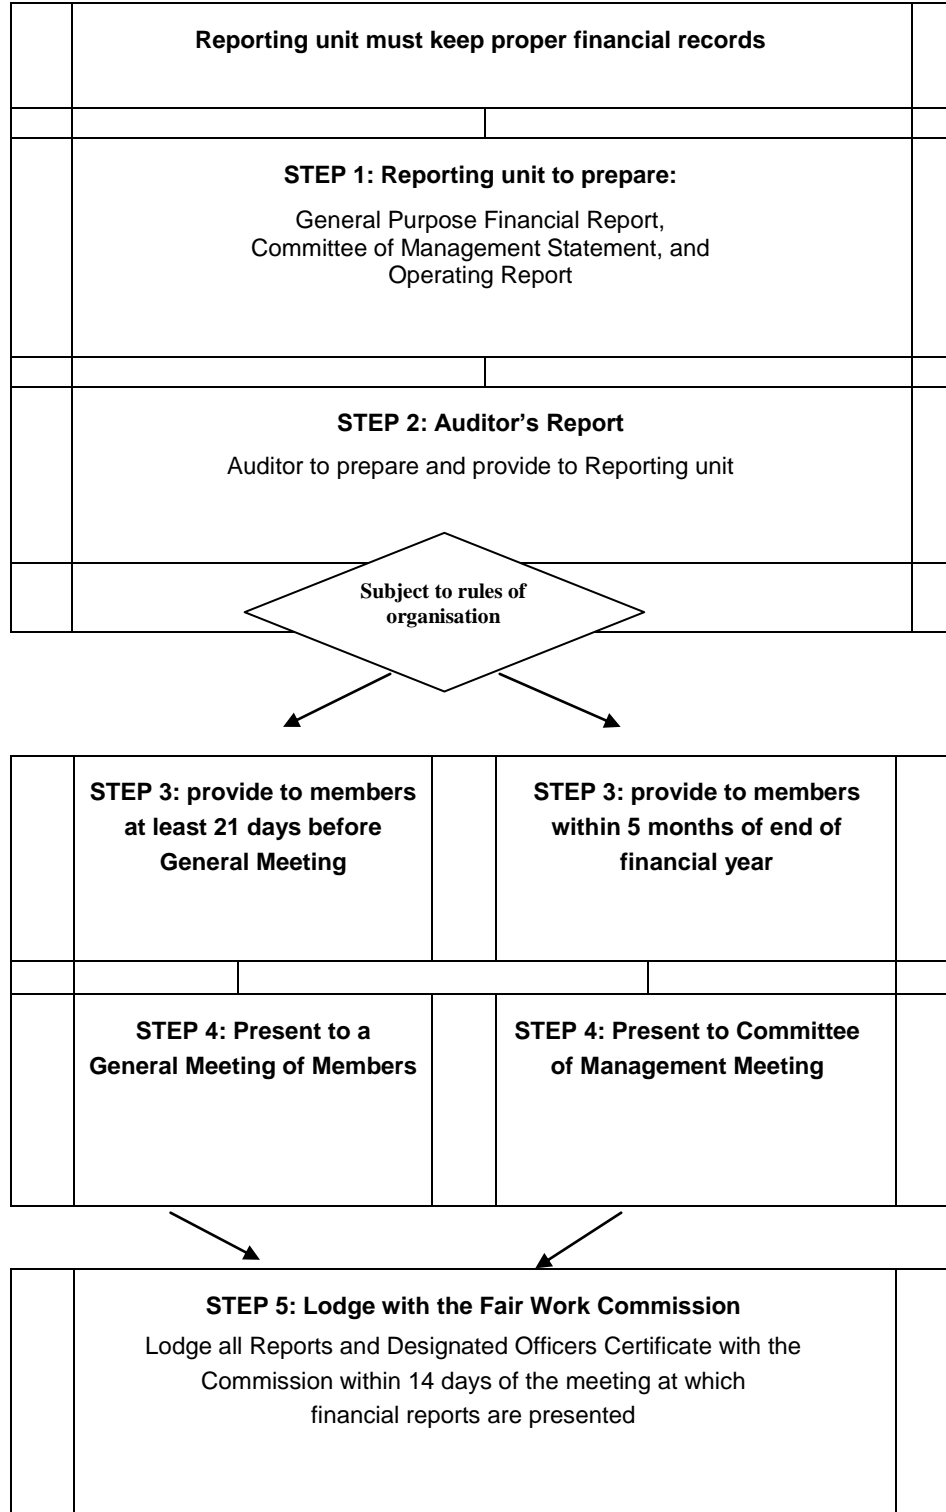 Reporting unit must keep proper financial records
STEP 1: Reporting unit to prepare:
General Purpose Financial Report,
Committee of Management Statement, and
Operating Report
STEP 2: Auditor’s Report
Auditor to prepare and provide to Reporting unit
Subject to rules of
organisation
STEP 3: provide to members
at least 21 days before
General Meeting
STEP 3: provide to members
within 5 months of end of
financial year
STEP 4: Present to a
General Meeting of Members
STEP 4: Present to Committee
of Management Meeting
STEP 5: Lodge with the Fair Work Commission
Lodge all Reports and Designated Officers Certificate with the
Commission within 14 days of the meeting at which
financial reports are presented